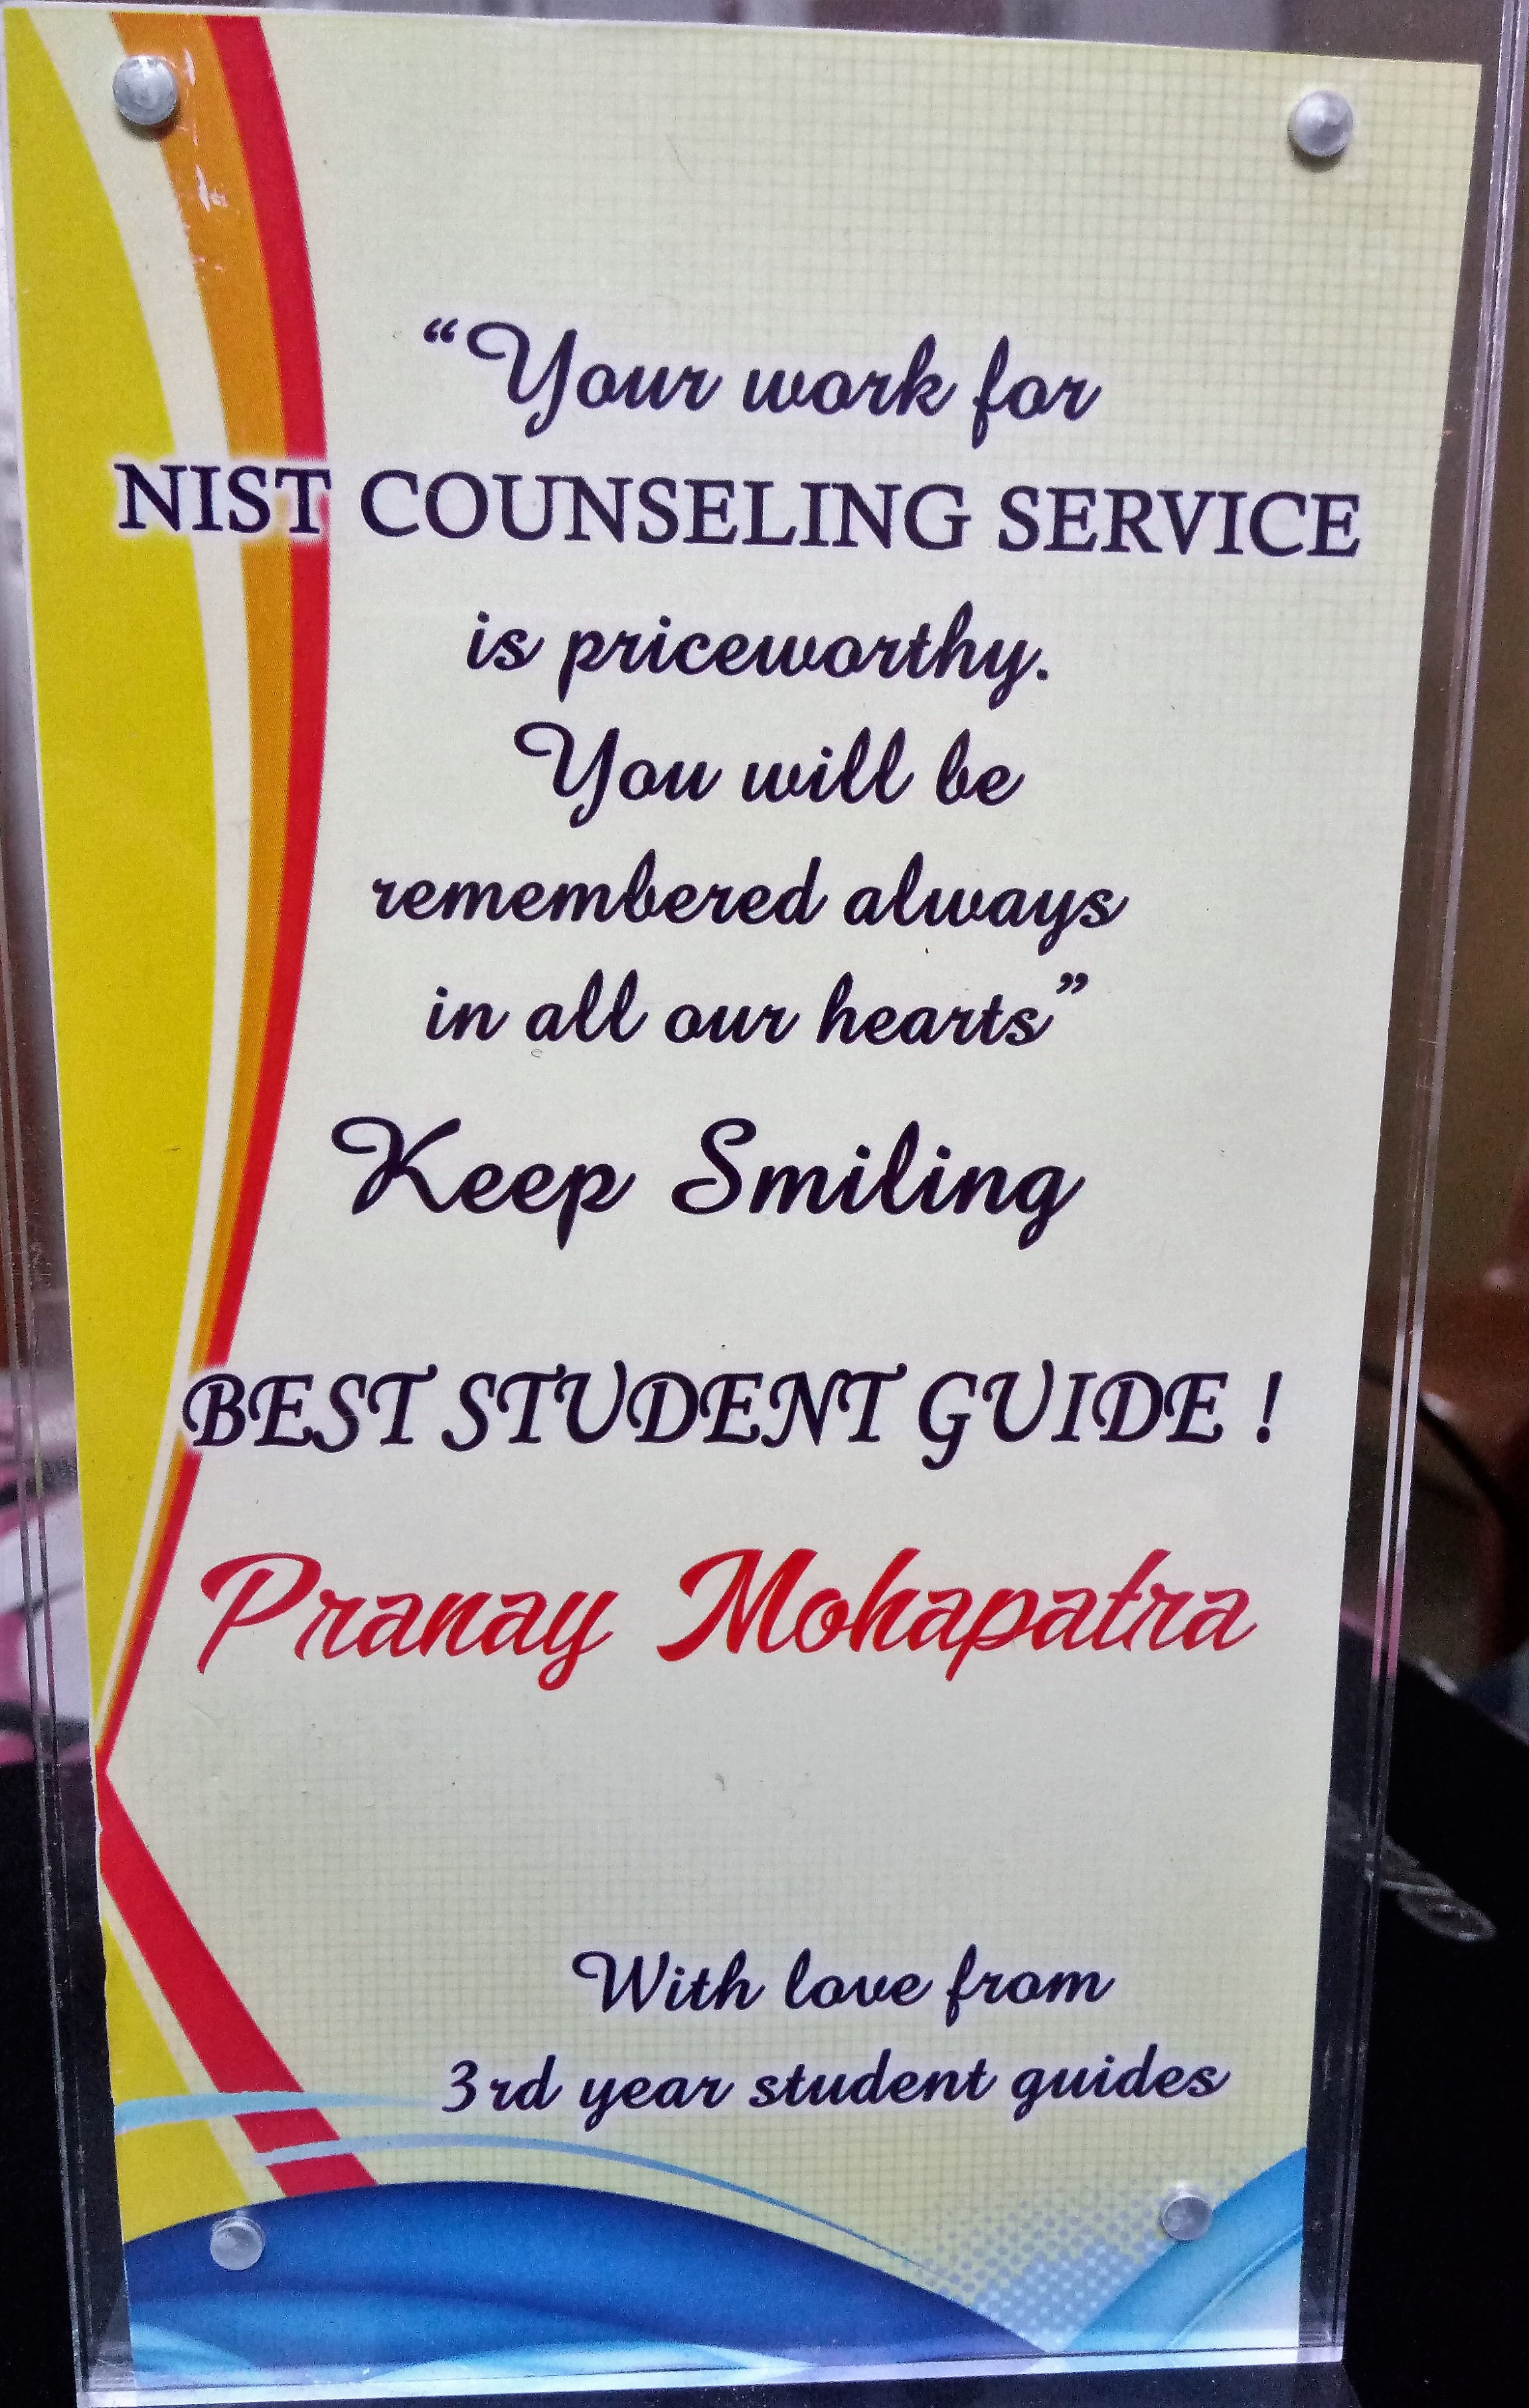 “Your work for
NIST COUNSELING SERVICE
is priceworthy.
You will be
remembered always
in all our hearts”
Keep Smiling
BEST STUDENT GUIDE !
Pranay Mohapatra
With love from
3rd year student guides